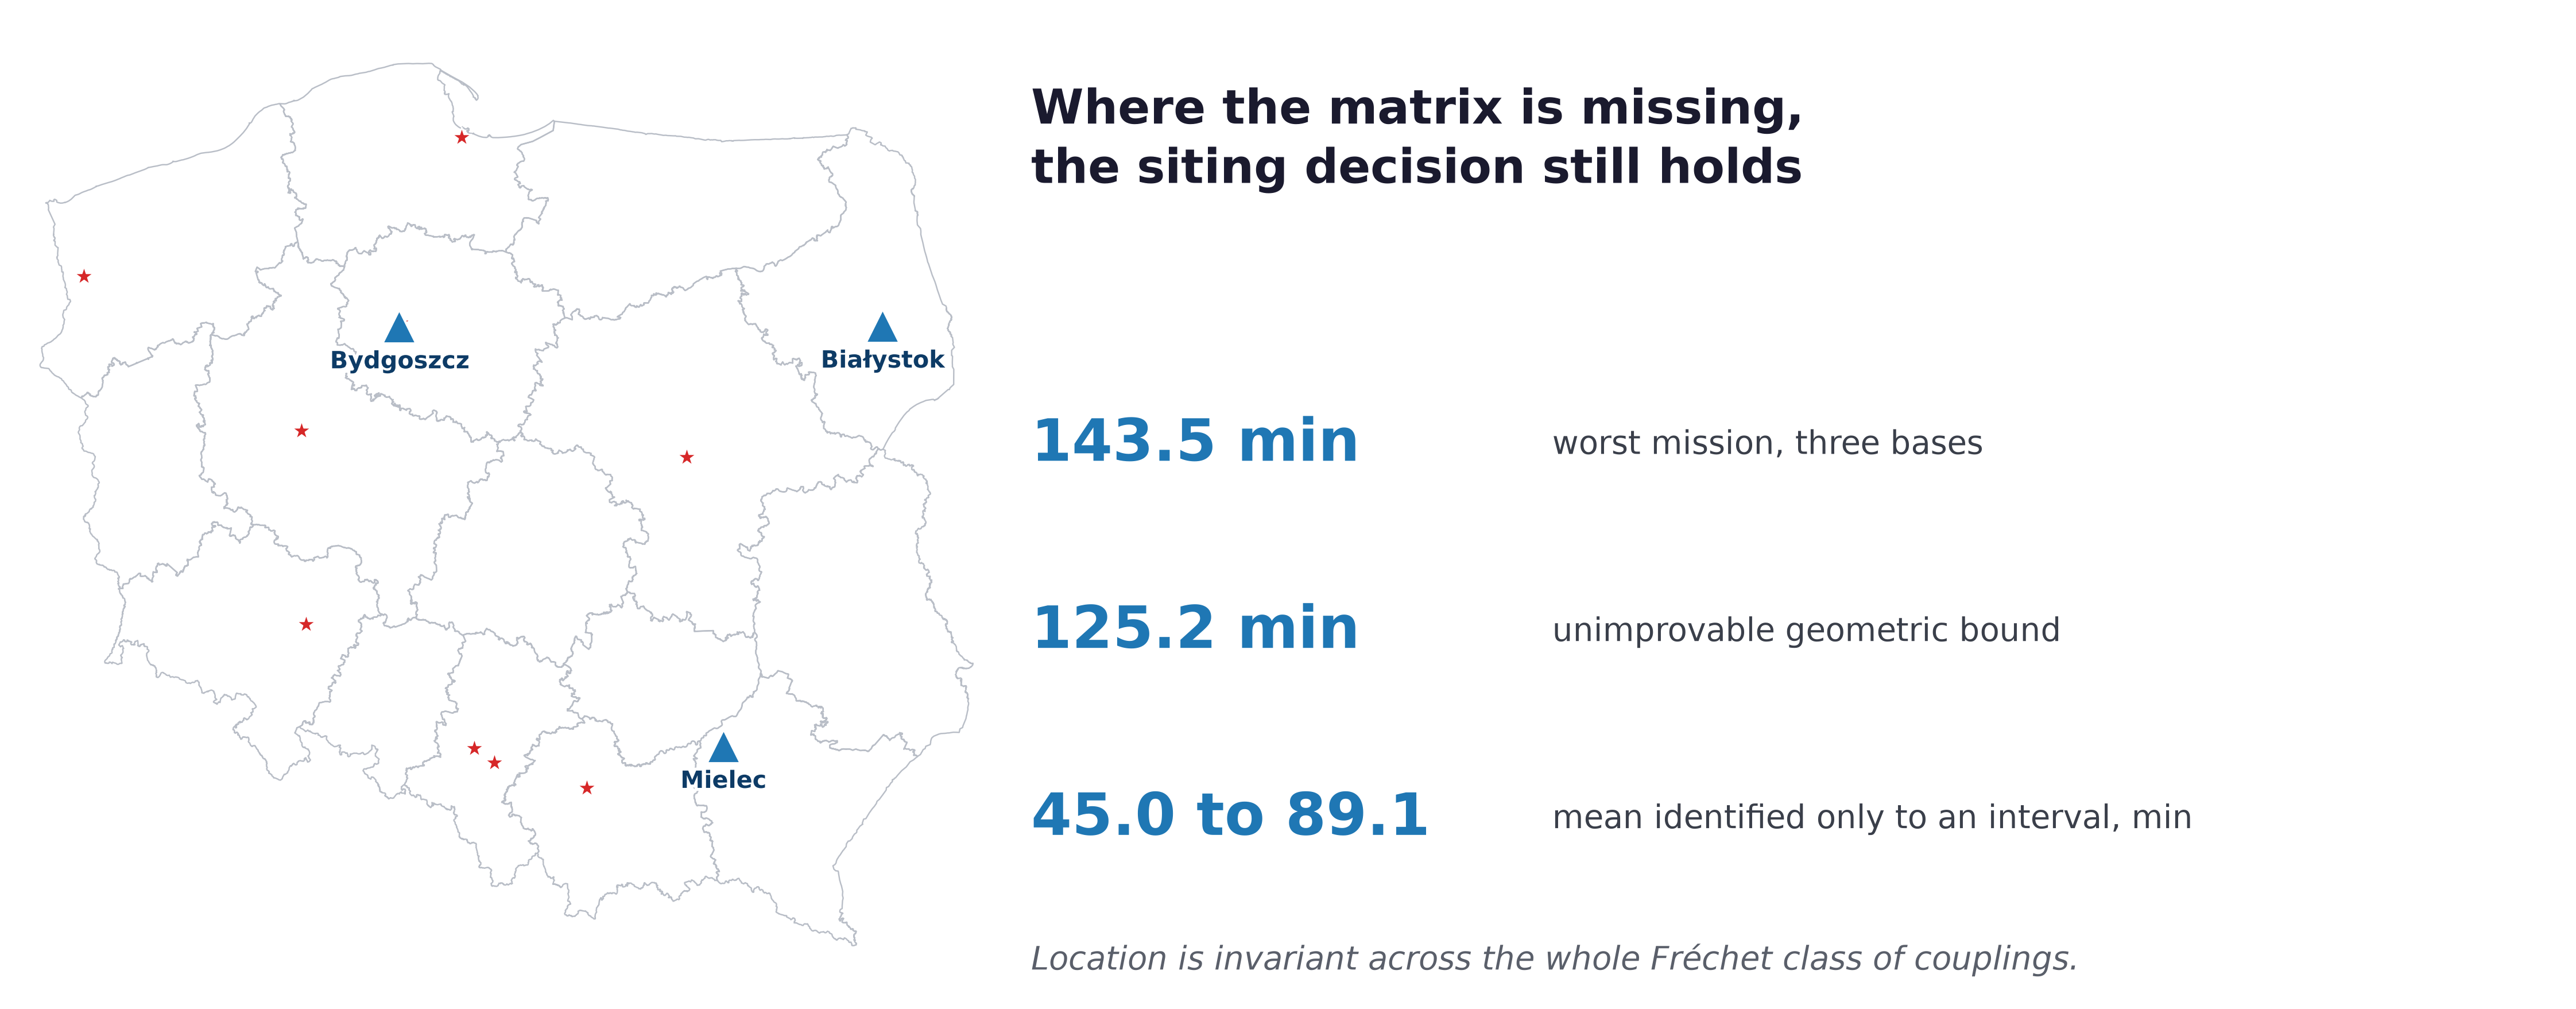 Where the matrix is missing,
the siting decision still holds
Bydgoszcz
Białystok
Mielec
143.5 min
worst mission, three bases
125.2 min
unimprovable geometric bound
45.0 to 89.1
mean identified only to an interval, min
Location is invariant across the whole Fréchet class of couplings.